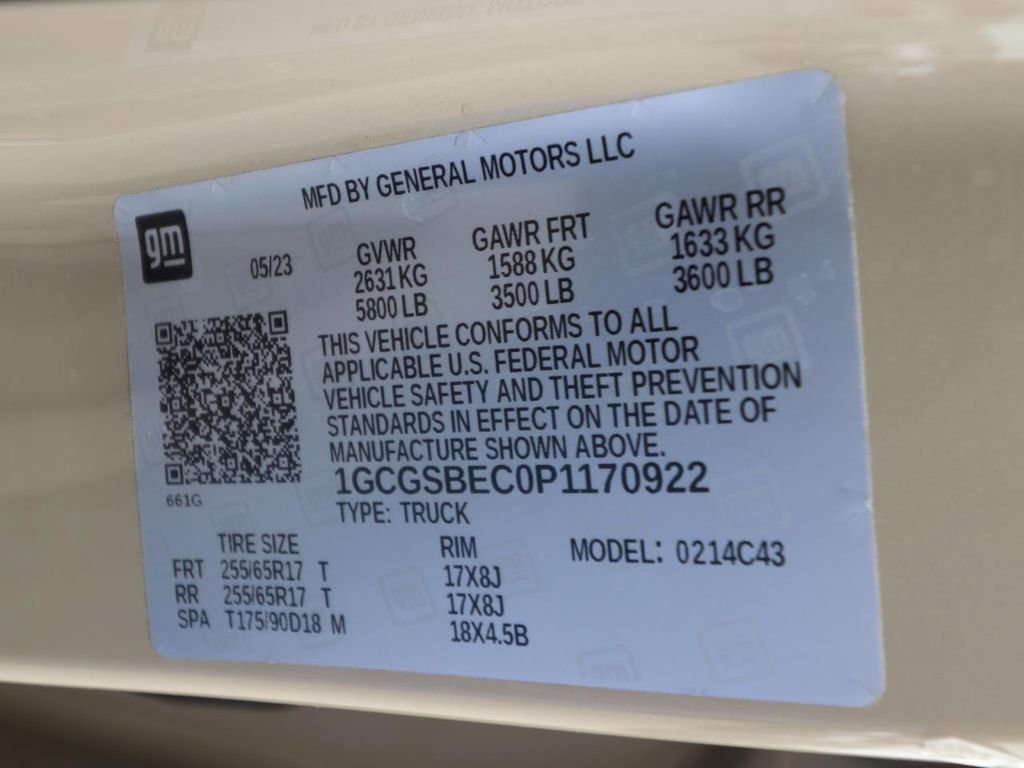 MFD BY GENERAL MOTORS LLC
gm
05/23
GVWR
2631 KG
5800 LB
GAWR FRT
1588 KG
3500 LB
GAWR RR
1633 KG
3600 LB
THIS VEHICLE CONFORMS TO ALL
APPLICABLE U.S. FEDERAL MOTOR
VEHICLE SAFETY AND THEFT PREVENTION
STANDARDS IN EFFECT ON THE DATE OF
MANUFACTURE SHOWN ABOVE.
661G
1GCGSBEC0P1170922
TYPE: TRUCK
TIRE SIZE RIM MODEL: 0214C43
FRT 255/65R17 T 17X8J
RR 255/65R17 T 17X8J
SPA T175/90D18 M 18X4.5B